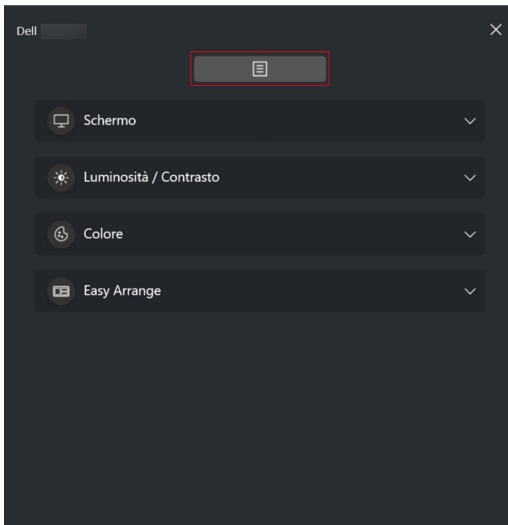 Dell
Schermo
Luminosità / Contrasto
Colore
Easy Arrange